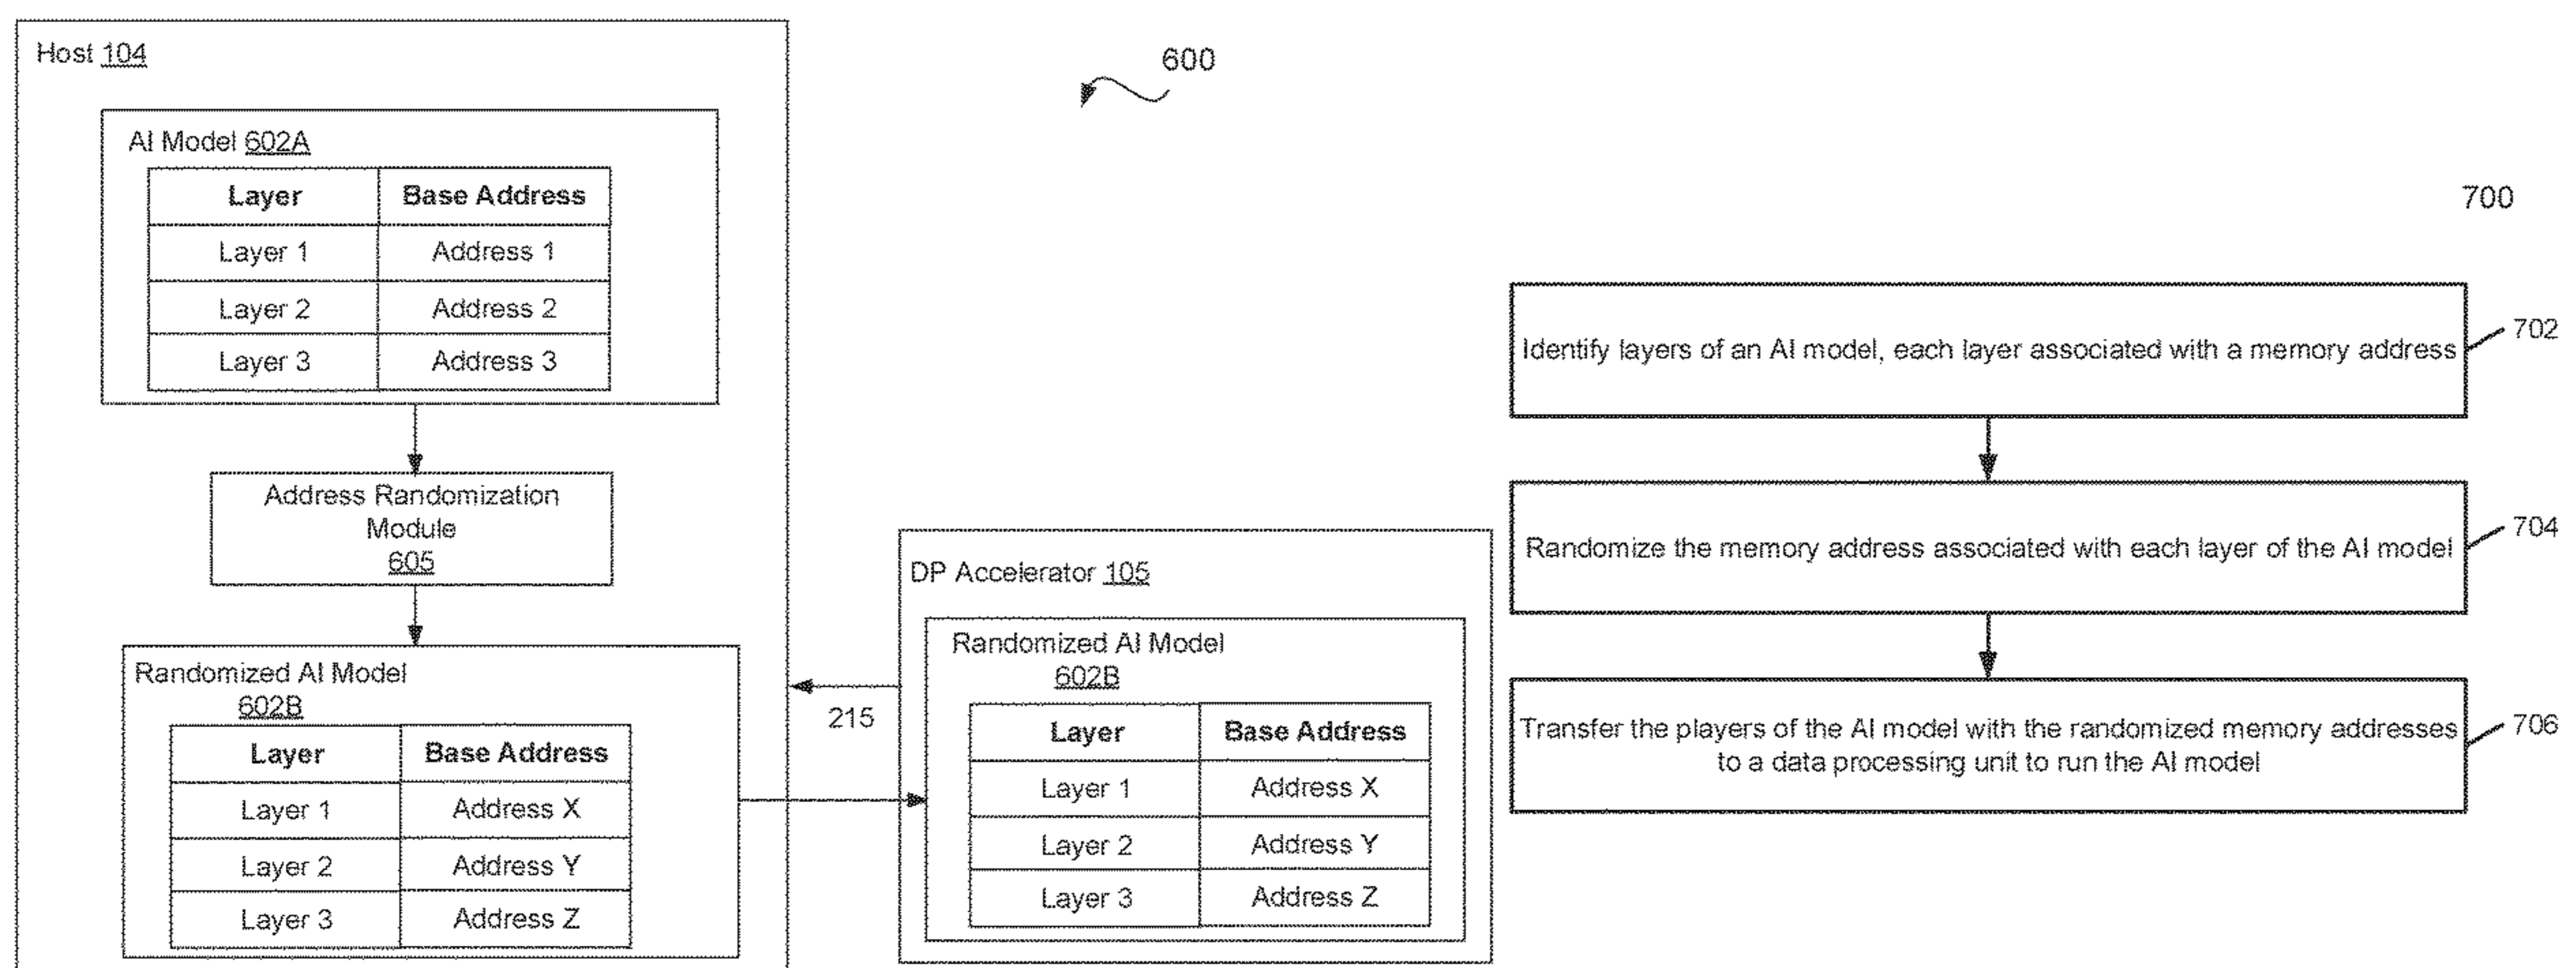 Host 104
600
AI Model 602A
Layer Base Address
Layer 1 Address 1
Layer 2 Address 2
Layer 3 Address 3
Address Randomization
Module
605
Randomized AI Model
602B
Layer Base Address
Layer 1 Address X
Layer 2 Address Y
Layer 3 Address Z
215
DP Accelerator 105
Randomized AI Model
602B
Layer Base Address
Layer 1 Address X
Layer 2 Address Y
Layer 3 Address Z
700
Identify layers of an AI model, each layer associated with a memory address
702
Randomize the memory address associated with each layer of the AI model
704
Transfer the players of the AI model with the randomized memory addresses
to a data processing unit to run the AI model
706